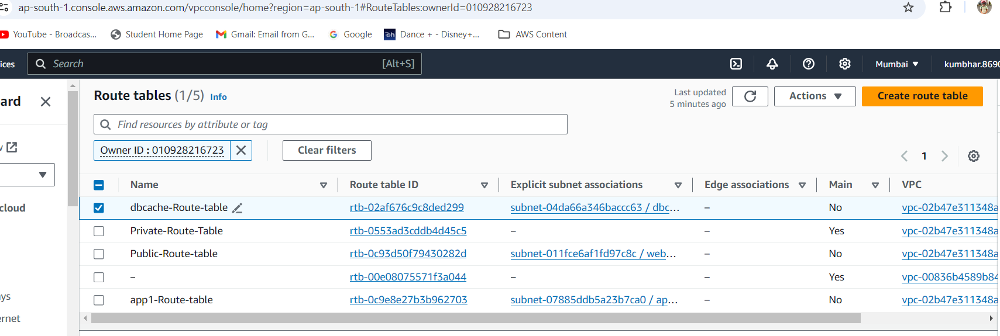 ap-south-1.console.aws.amazon.com/vpcconsole/home?region=ap-south-1#RouteTables:ownerId=010928216723
YouTube - Broadcas... Student Home Page Gmail: Email from G... Google Dance + - Disney+... AWS Content
ices Search [Alt+S] Mumbai kumbhar.8690
ard
Route tables (1/5) Info
Last updated
5 minutes ago
Actions
Create route table
Find resources by attribute or tag
Owner ID : 010928216723
Clear filters
1
Name Route table ID Explicit subnet associations Edge associations Main VPC
cloud
dbcache-Route-table rtb-02af676c9c8ded299 subnet-04da66a346baccc63 / dbc... – No vpc-02b47e311348a
Private-Route-Table rtb-0553ad3cddb4d45c5 – – Yes vpc-02b47e311348a
Public-Route-table rtb-0c93d50f79430282d subnet-011fce6af1fd97c8c / web... – No vpc-02b47e311348a
– rtb-00e08075571f3a044 – – Yes vpc-00836b4589b84
ys
app1-Route-table rtb-0c9e8e27b3b962703 subnet-07885ddb5a23b7ca0 / ap... – No vpc-02b47e311348a
ernet